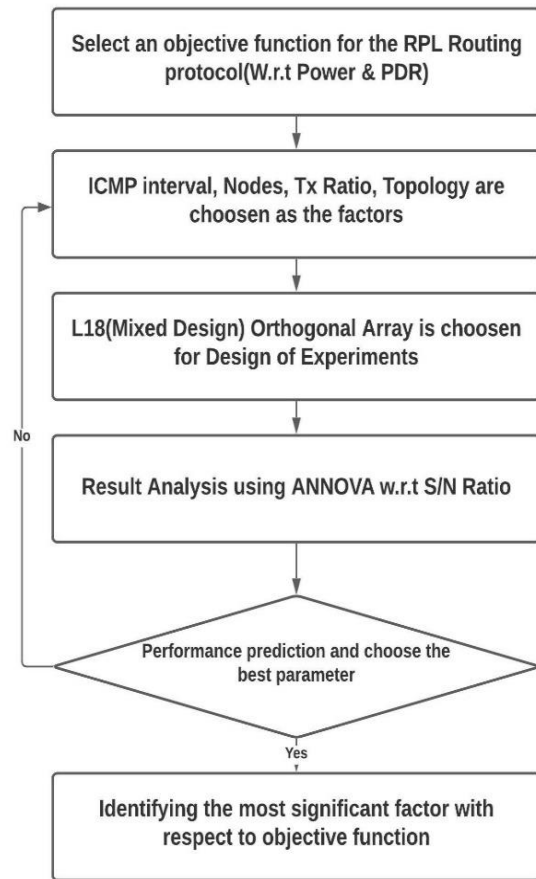 Select an objective function for the RPL Routing
protocol(W.r.t Power & PDR)
ICMP interval, Nodes, Tx Ratio, Topology are
choosen as the factors
L18(Mixed Design) Orthogonal Array is choosen
for Design of Experiments
No
Result Analysis using ANNOVA w.r.t S/N Ratio
Performance prediction and choose the
best parameter
Yes
Identifying the most significant factor with
respect to objective function